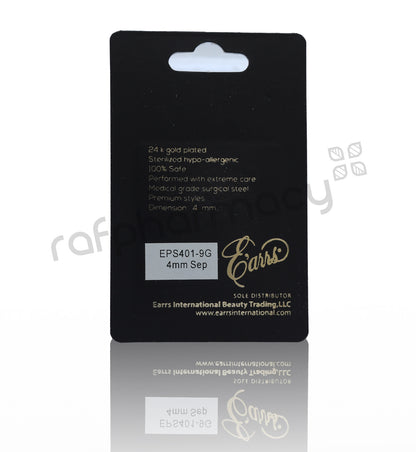 24 k gold plated
Sterilized hypo-allergenic
100% Safe
Performed with extreme care
Medical grade surgical steel
Premium styles
Dimension: 4 mm
rafpharmacy
EPS401-9G
4mm Sep
Earrs
SOLE DISTRIBUTOR
Earrs International Beauty Trading,LLC
www.earrsinternational.com